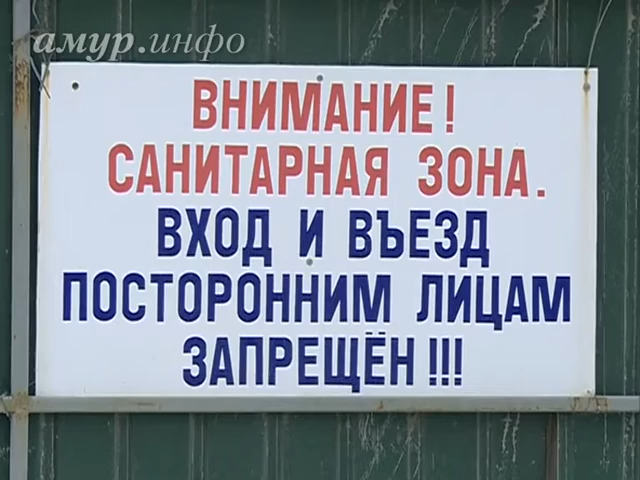 амур.инфо
ВНИМАНИЕ!
САНИТАРНАЯ ЗОНА.
ВХОД И ВЪЕЗД
ПОСТОРОННИМ ЛИЦАМ
ЗАПРЕЩЁН!!!